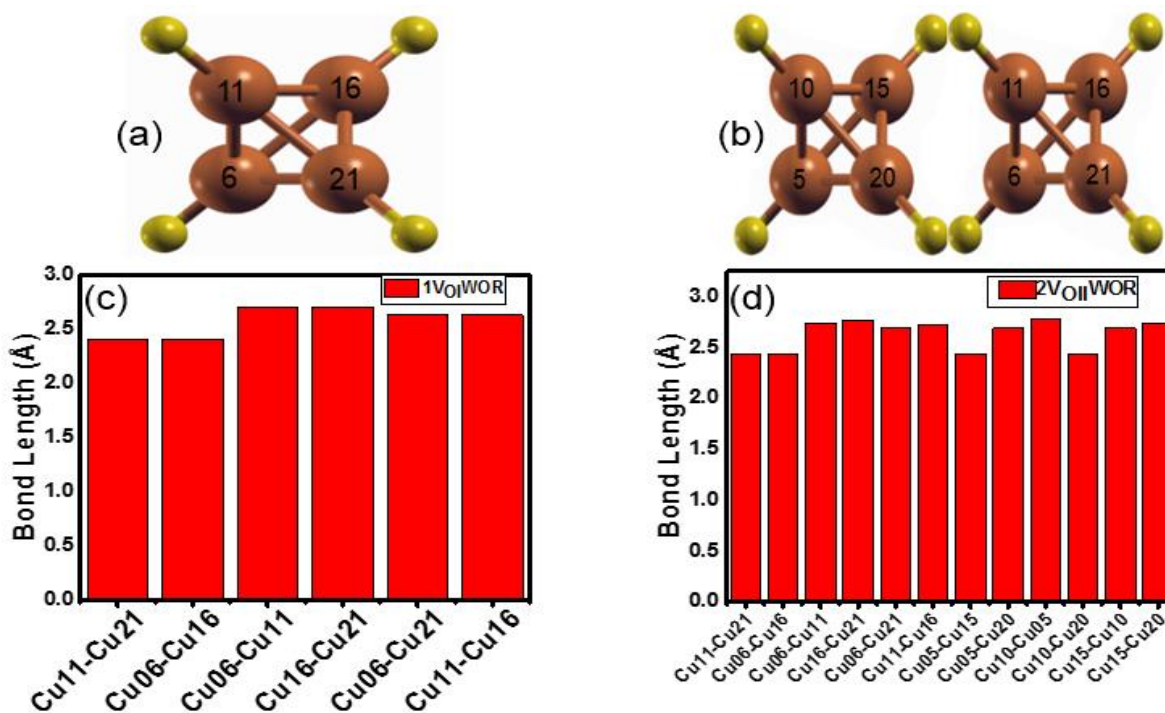 11 16
(a)
6 21
10 15 11 16
(b)
5 20 6 21
(c)
1V_OI WOR
3.0
2.5
2.0
1.5
1.0
0.5
0.0
Bond Length (Å)
Cu11-Cu21
Cu06-Cu16
Cu06-Cu11
Cu16-Cu21
Cu06-Cu21
Cu11-Cu16
(d)
2V_OII WOR
3.0
2.5
2.0
1.5
1.0
0.5
0.0
Bond Length (Å)
Cu11-Cu21
Cu06-Cu16
Cu06-Cu11
Cu16-Cu21
Cu06-Cu21
Cu11-Cu16
Cu05-Cu15
Cu05-Cu20
Cu10-Cu05
Cu10-Cu20
Cu15-Cu10
Cu15-Cu20